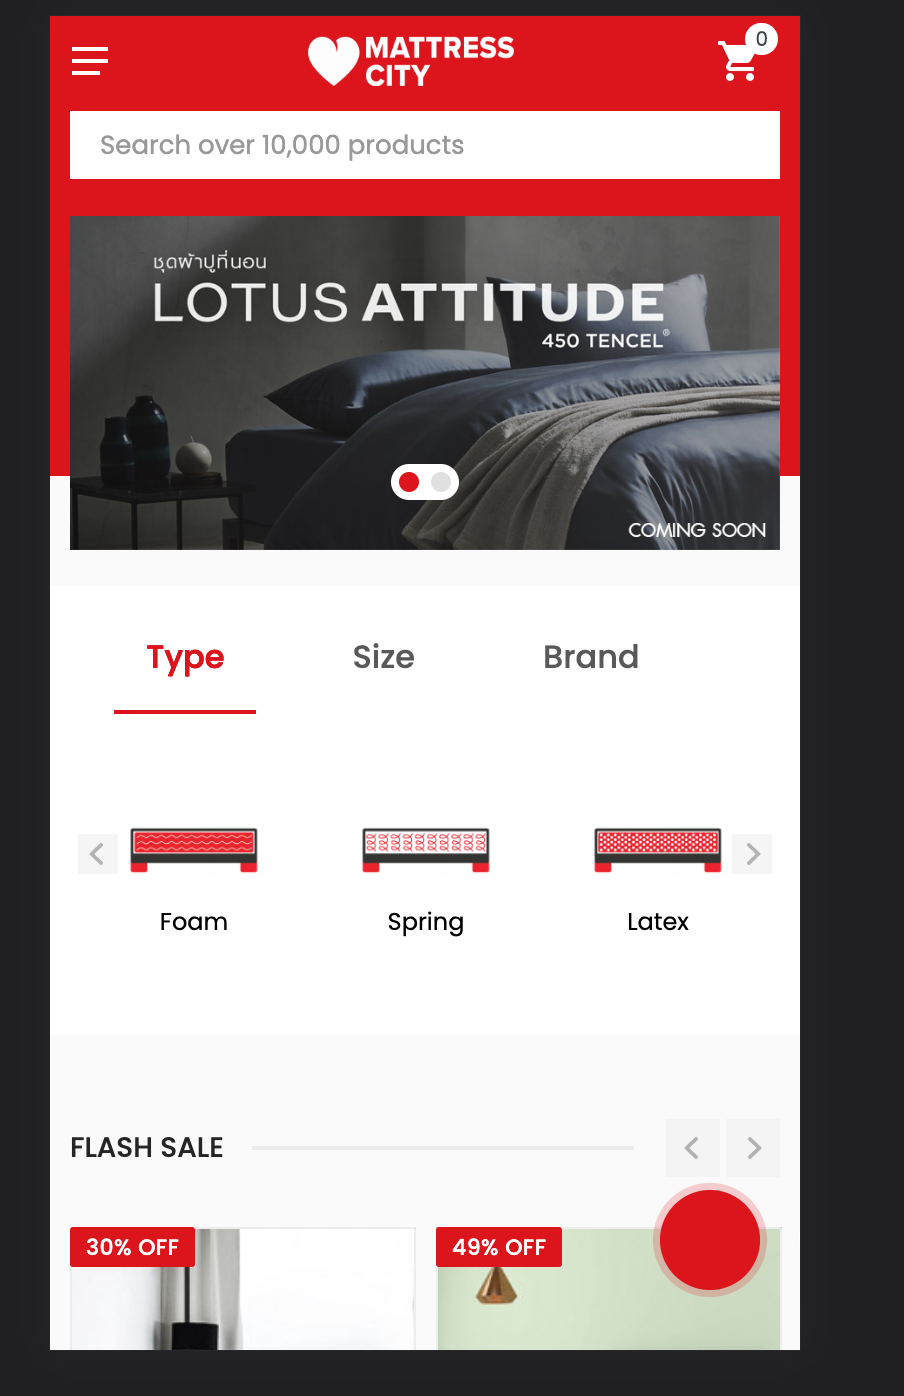 MATTRESS
CITY
0
Search over 10,000 products
ชุดผ้าปูที่นอน
LOTUS ATTITUDE
450 TENCEL®
COMING SOON
Type
Size
Brand
Foam
Spring
Latex
FLASH SALE
30% OFF
49% OFF